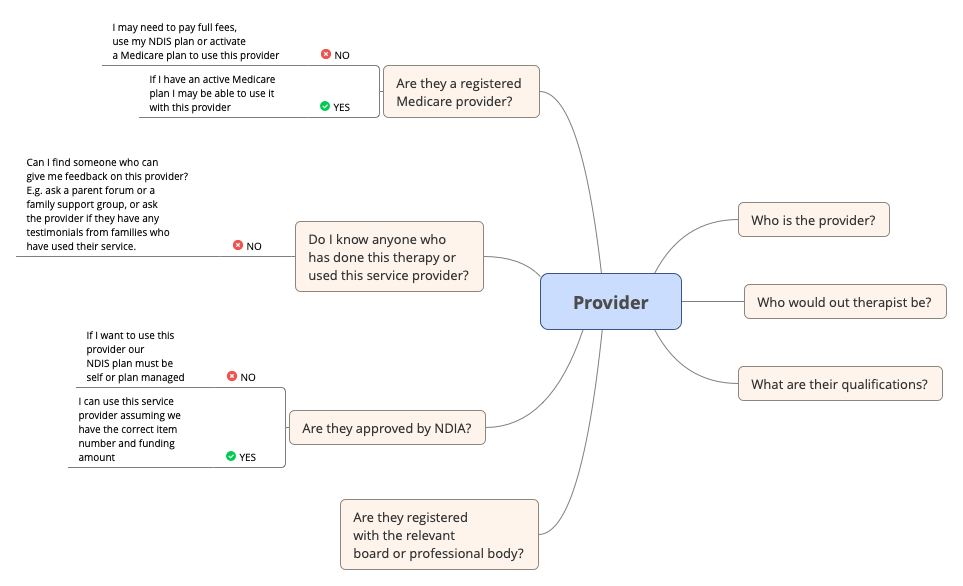 I may need to pay full fees,
use my NDIS plan or activate
a Medicare plan to use this provider
NO
If I have an active Medicare
plan I may be able to use it
with this provider
YES
Are they a registered
Medicare provider?
Can I find someone who can
give me feedback on this provider?
E.g. ask a parent forum or a
family support group, or ask
the provider if they have any
testimonials from families who
have used their service.
NO
Do I know anyone who
has done this therapy or
used this service provider?
If I want to use this
provider our
NDIS plan must be
self or plan managed
NO
I can use this service
provider assuming we
have the correct item
number and funding
amount
YES
Are they approved by NDIA?
Are they registered
with the relevant
board or professional body?
Provider
Who is the provider?
Who would out therapist be?
What are their qualifications?